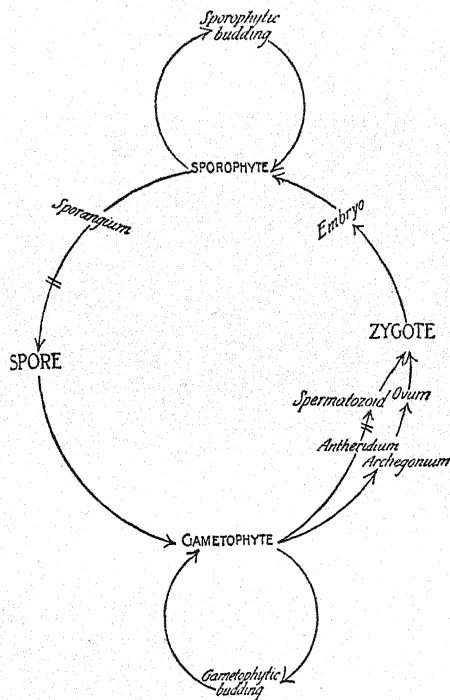 Sporophytic
budding
SPOROPHYTE
Sporangium
Embryo
ZYGOTE
SPORE
Spermatozoid
Ovum
Antheridium
Archegonium
GAMETOPHYTE
Gametophytic
budding